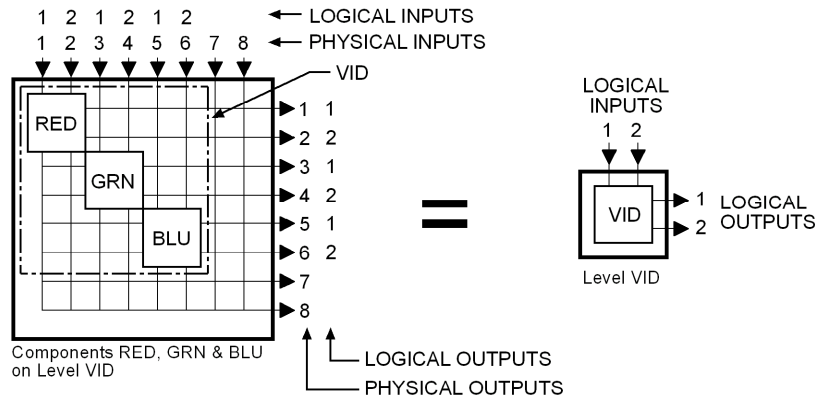 1 2 1 2 1 2 LOGICAL INPUTS
1 2 3 4 5 6 7 8 PHYSICAL INPUTS
VID
RED
GRN
BLU
1 1
2 2
3 1
4 2
5 1
6 2
7
8
Components RED, GRN & BLU
on Level VID
LOGICAL OUTPUTS
PHYSICAL OUTPUTS
=
LOGICAL
INPUTS
1 2
VID
1
2
LOGICAL
OUTPUTS
Level VID